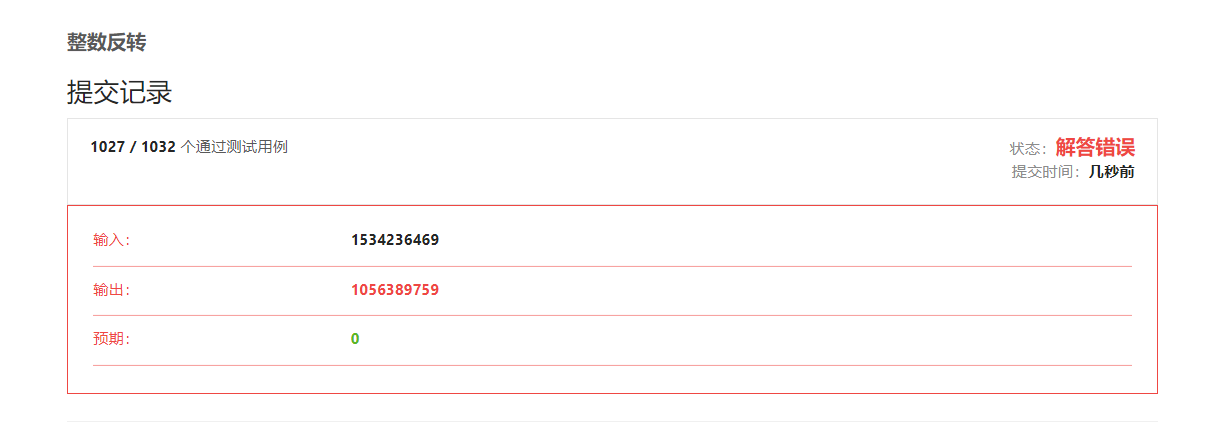 整数反转
提交记录
1027 / 1032 个通过测试用例
状态：解答错误
提交时间：几秒前
输入： 1534236469
输出： 1056389759
预期： 0